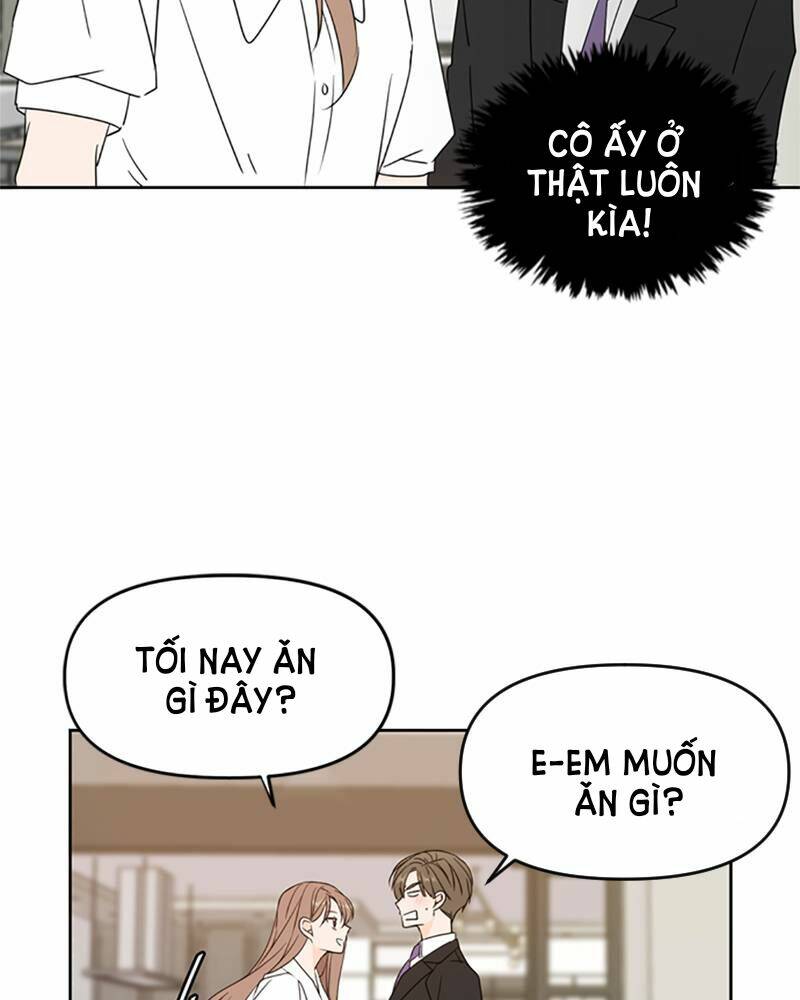 CÔ ẤY Ở
THẬT LUÔN
KÌA!
TỐI NAY ĂN
GÌ ĐÂY?
E-EM MUỐN
ĂN GÌ?